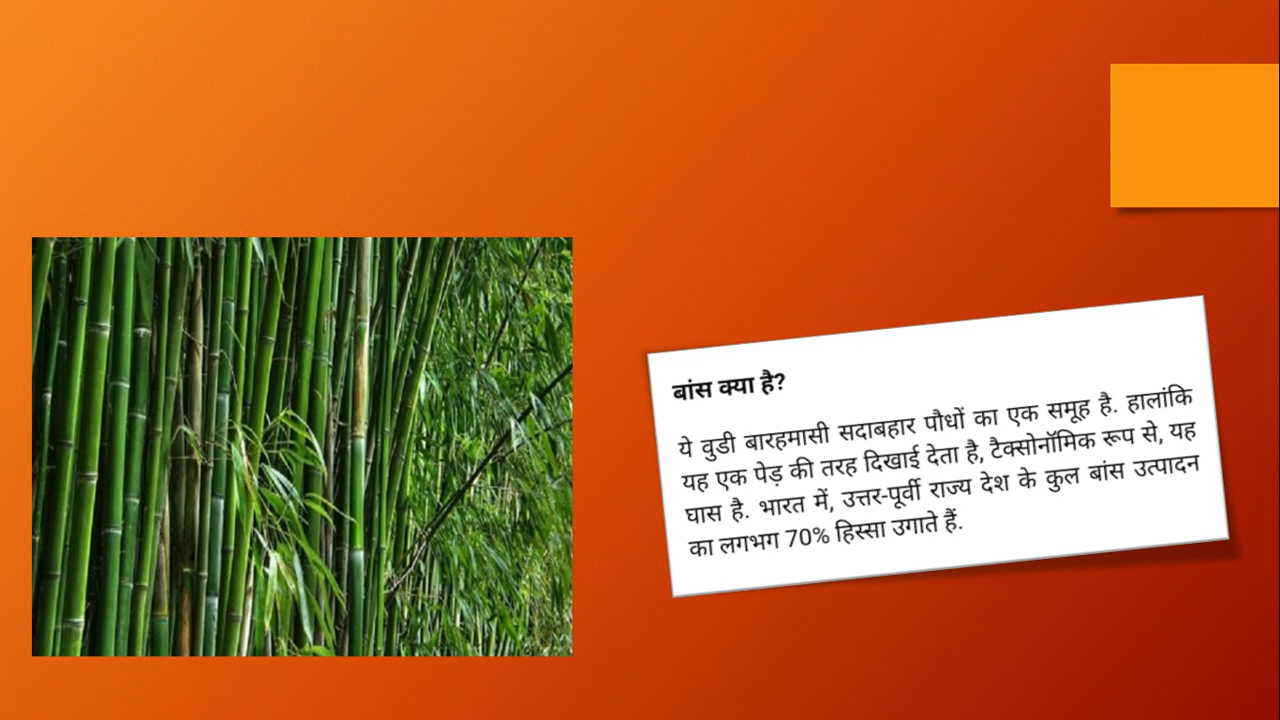 बांस क्या है?
ये वुडी बारहमासी सदाबहार पौधों का एक समूह है. हालांकि
यह एक पेड़ की तरह दिखाई देता है, टैक्सोनॉमिक रूप से, यह
घास है. भारत में, उत्तर-पूर्वी राज्य देश के कुल बांस उत्पादन
का लगभग 70% हिस्सा उगाते हैं.